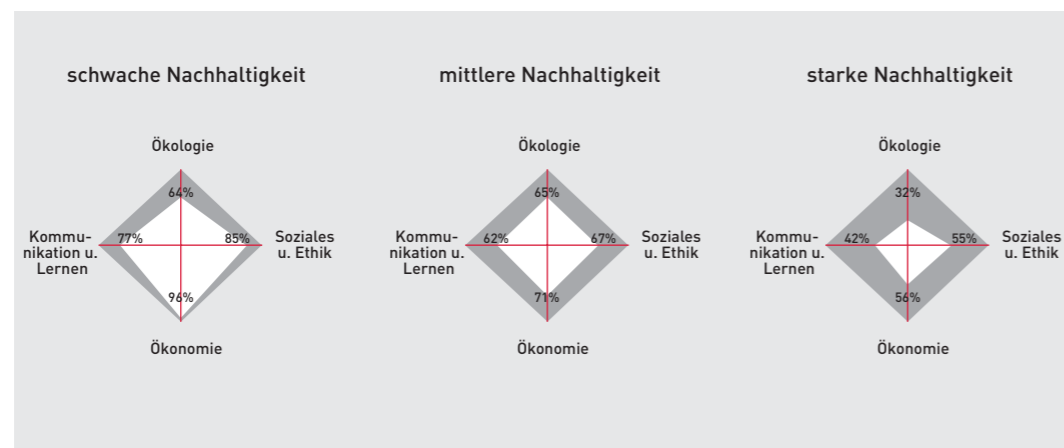 schwache Nachhaltigkeit
Ökologie
64%
Kommu-
nikation u.
Lernen
77%
85%
Soziales
u. Ethik
96%
Ökonomie
mittlere Nachhaltigkeit
Ökologie
65%
Kommu-
nikation u.
Lernen
62%
67%
Soziales
u. Ethik
71%
Ökonomie
starke Nachhaltigkeit
Ökologie
32%
Kommu-
nikation u.
Lernen
42%
55%
Soziales
u. Ethik
56%
Ökonomie